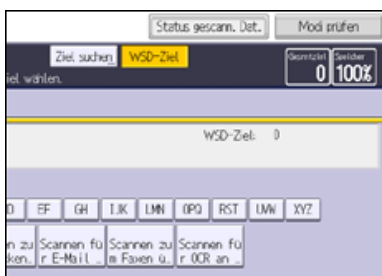 Status gescann. Dat.
Modi prüfen
Ziel suchen
WSD-Ziel
Gesamtziel
Speicher
iel wählen.
0
100%
WSD-Ziel: 0
D
EF
GH
IJK
LMN
OPQ
RST
UVW
XYZ
n zu Scannen fü Scannen zu Scannen fü
ken.. r E-Mail .. m Faxen ü.. r OCR an ..